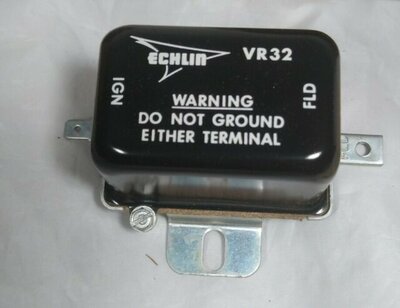 ECHLIN VR32
IGN
FLD
WARNING
DO NOT GROUND
EITHER TERMINAL